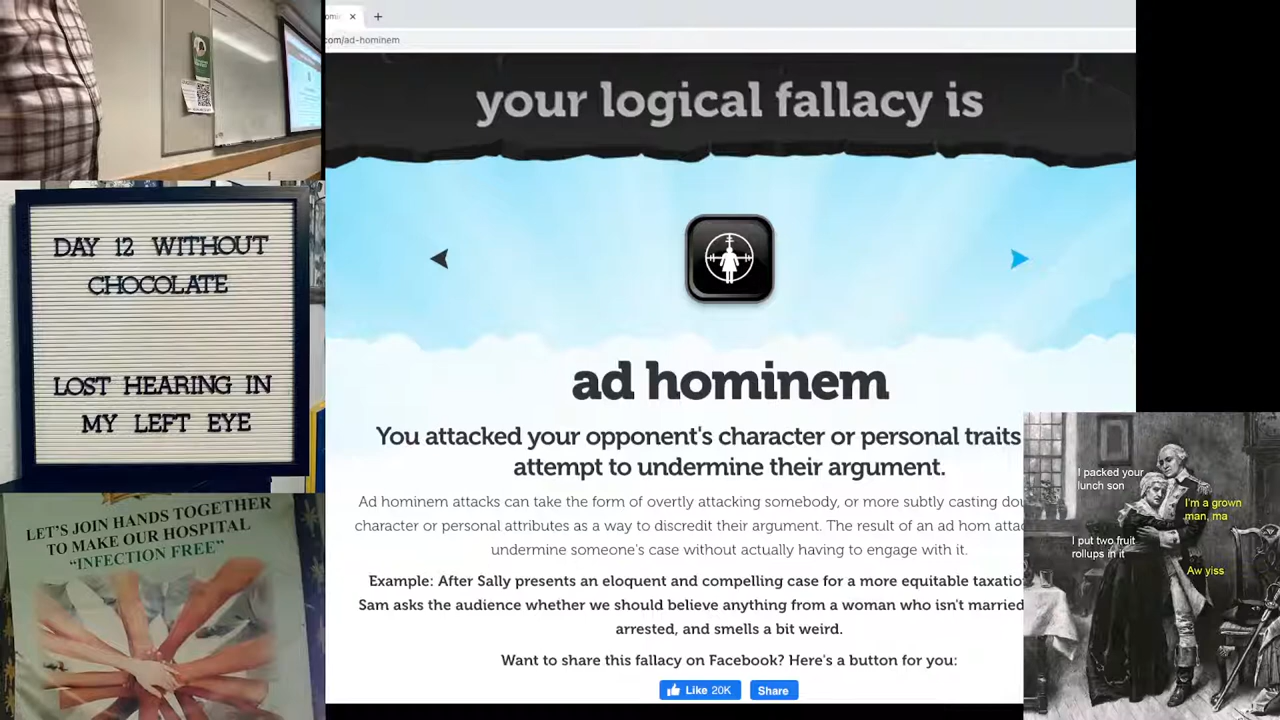 com/ad-hominem
your logical fallacy is
DAY 12 WITHOUT
CHOCOLATE
LOST HEARING IN
MY LEFT EYE
LET'S JOIN HANDS TOGETHER
TO MAKE OUR HOSPITAL
"INFECTION FREE"
ad hominem
You attacked your opponent's character or personal traits
attempt to undermine their argument.
Ad hominem attacks can take the form of overtly attacking somebody, or more subtly casting
character or personal attributes as a way to discredit their argument. The result of an ad hom
undermine someone's case without actually having to engage with it.
Example: After Sally presents an eloquent and compelling case for a more equitable
Sam asks the audience whether we should believe anything from a woman who isn't married
arrested, and smells a bit weird.
Want to share this fallacy on Facebook? Here's a button for you:
Like 20K
Share
I packed your
lunch son
I'm a grown
man, ma
I put two fruit
rollups in it
Aw yiss